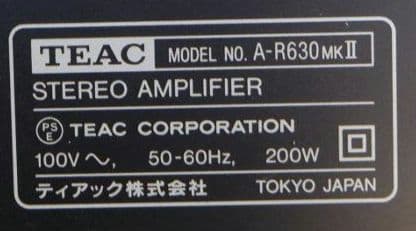 TEAC MODEL NO. A-R630MKII
STEREO AMPLIFIER
PSE TEAC CORPORATION
100V〜, 50-60Hz, 200W
ティアック株式会社 TOKYO JAPAN